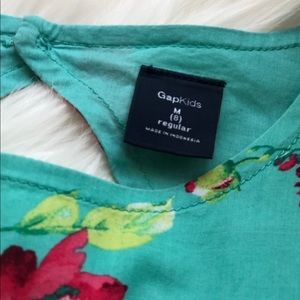 GapKids
M
(8)
regular
MADE IN INDONESIA